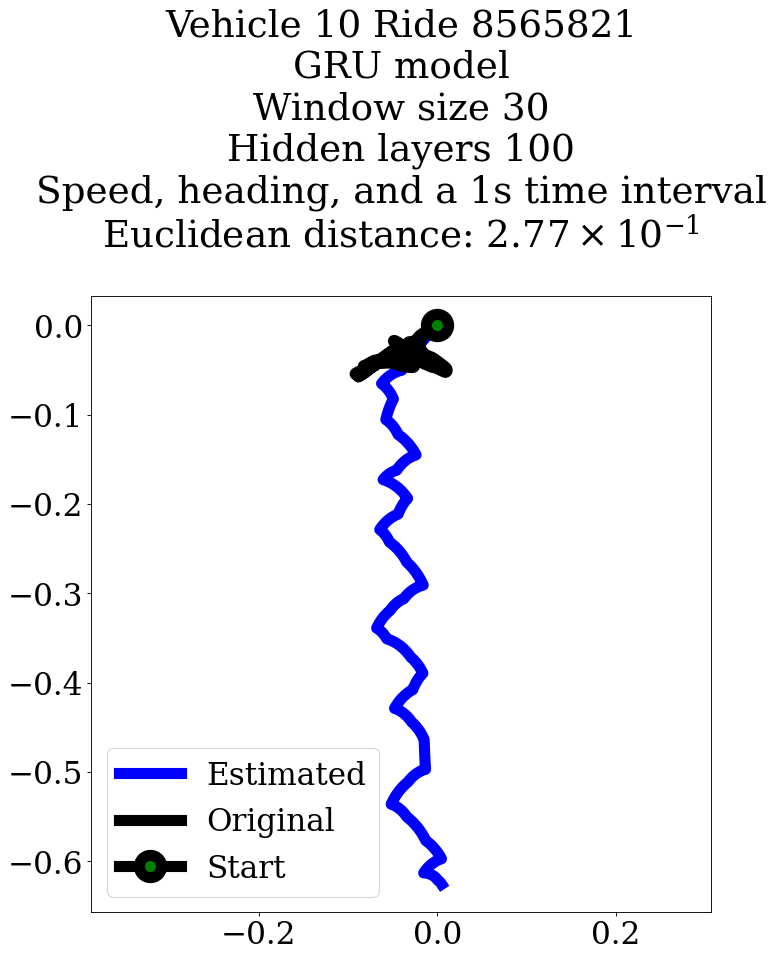 Vehicle 10 Ride 8565821
GRU model
Window size 30
Hidden layers 100
Speed, heading, and a 1s time interval
Euclidean distance: 2.77 × 10⁻¹
0.0
−0.1
−0.2
−0.3
−0.4
−0.5
−0.6
Estimated
Original
Start
−0.2 0.0 0.2